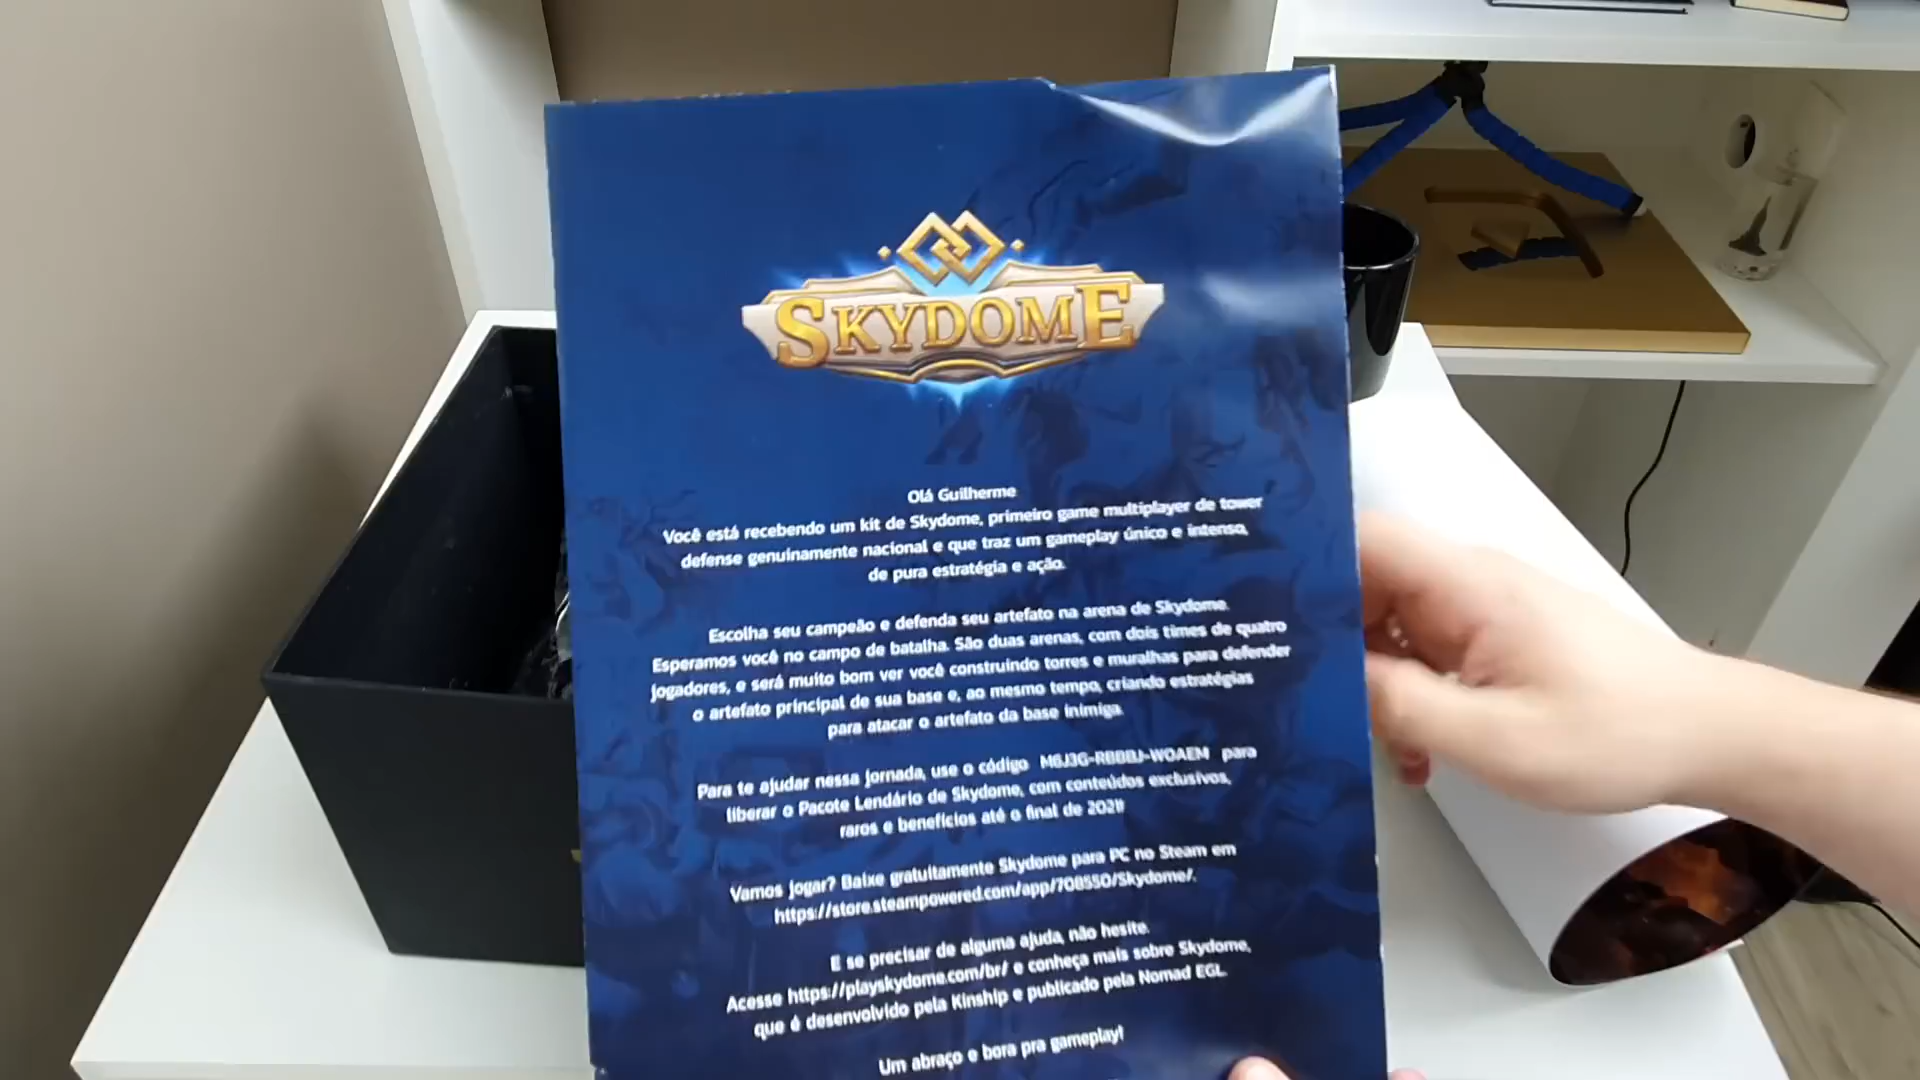 SKYDOME
Olá Guilherme
Você está recebendo um kit de Skydome, primeiro game multiplayer de tower
defense genuinamente nacional e que traz um gameplay único e intenso,
de pura estratégia e ação.
Escolha seu campeão e defenda seu artefato na arena de Skydome.
Esperamos você no campo de batalha. São duas arenas, com dois times de quatro
jogadores, e será muito bom ver você construindo torres e muralhas para defender
o artefato principal de sua base e, ao mesmo tempo, criando estratégias
para atacar o artefato da base inimiga.
Para te ajudar nessa jornada, use o código para
liberar o Pacote Lendário de Skydome, com conteúdos exclusivos,
raros e benefícios até o final de
Vamos jogar? Baixe gratuitamente Skydome para PC no Steam em
https://store.steampowered.com/app/708550/Skydome/.
E se precisar de alguma ajuda, não hesite.
Acesse https://playskydome.com/br/ e conheça mais sobre Skydome,
que é desenvolvido pela Kinship e publicado pela Nomad EGL.
Um abraço e bora pra gameplay!